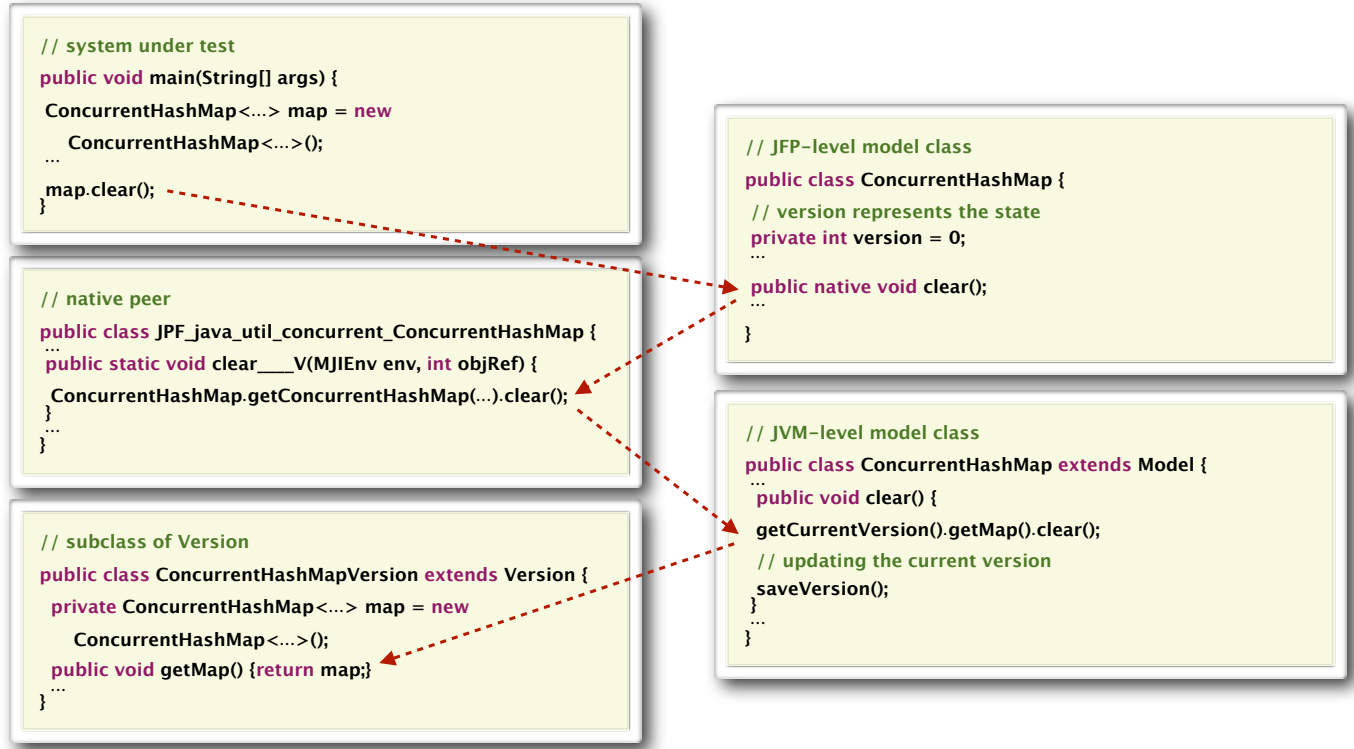 // system under test
public void main(String[] args) {
ConcurrentHashMap<...> map = new
ConcurrentHashMap<...>();
...
map.clear();
}
// native peer
public class JPF_java_util_concurrent_ConcurrentHashMap {
...
public static void clear____V(MJIEnv env, int objRef) {
ConcurrentHashMap.getConcurrentHashMap(...).clear();
}
...
}
// subclass of Version
public class ConcurrentHashMapVersion extends Version {
private ConcurrentHashMap<...> map = new
ConcurrentHashMap<...>();
public void getMap() {return map;}
...
}
// JFP-level model class
public class ConcurrentHashMap {
// version represents the state
private int version = 0;
...
public native void clear();
...
}
// JVM-level model class
public class ConcurrentHashMap extends Model {
...
public void clear() {
getCurrentVersion().getMap().clear();
// updating the current version
saveVersion();
}
...
}